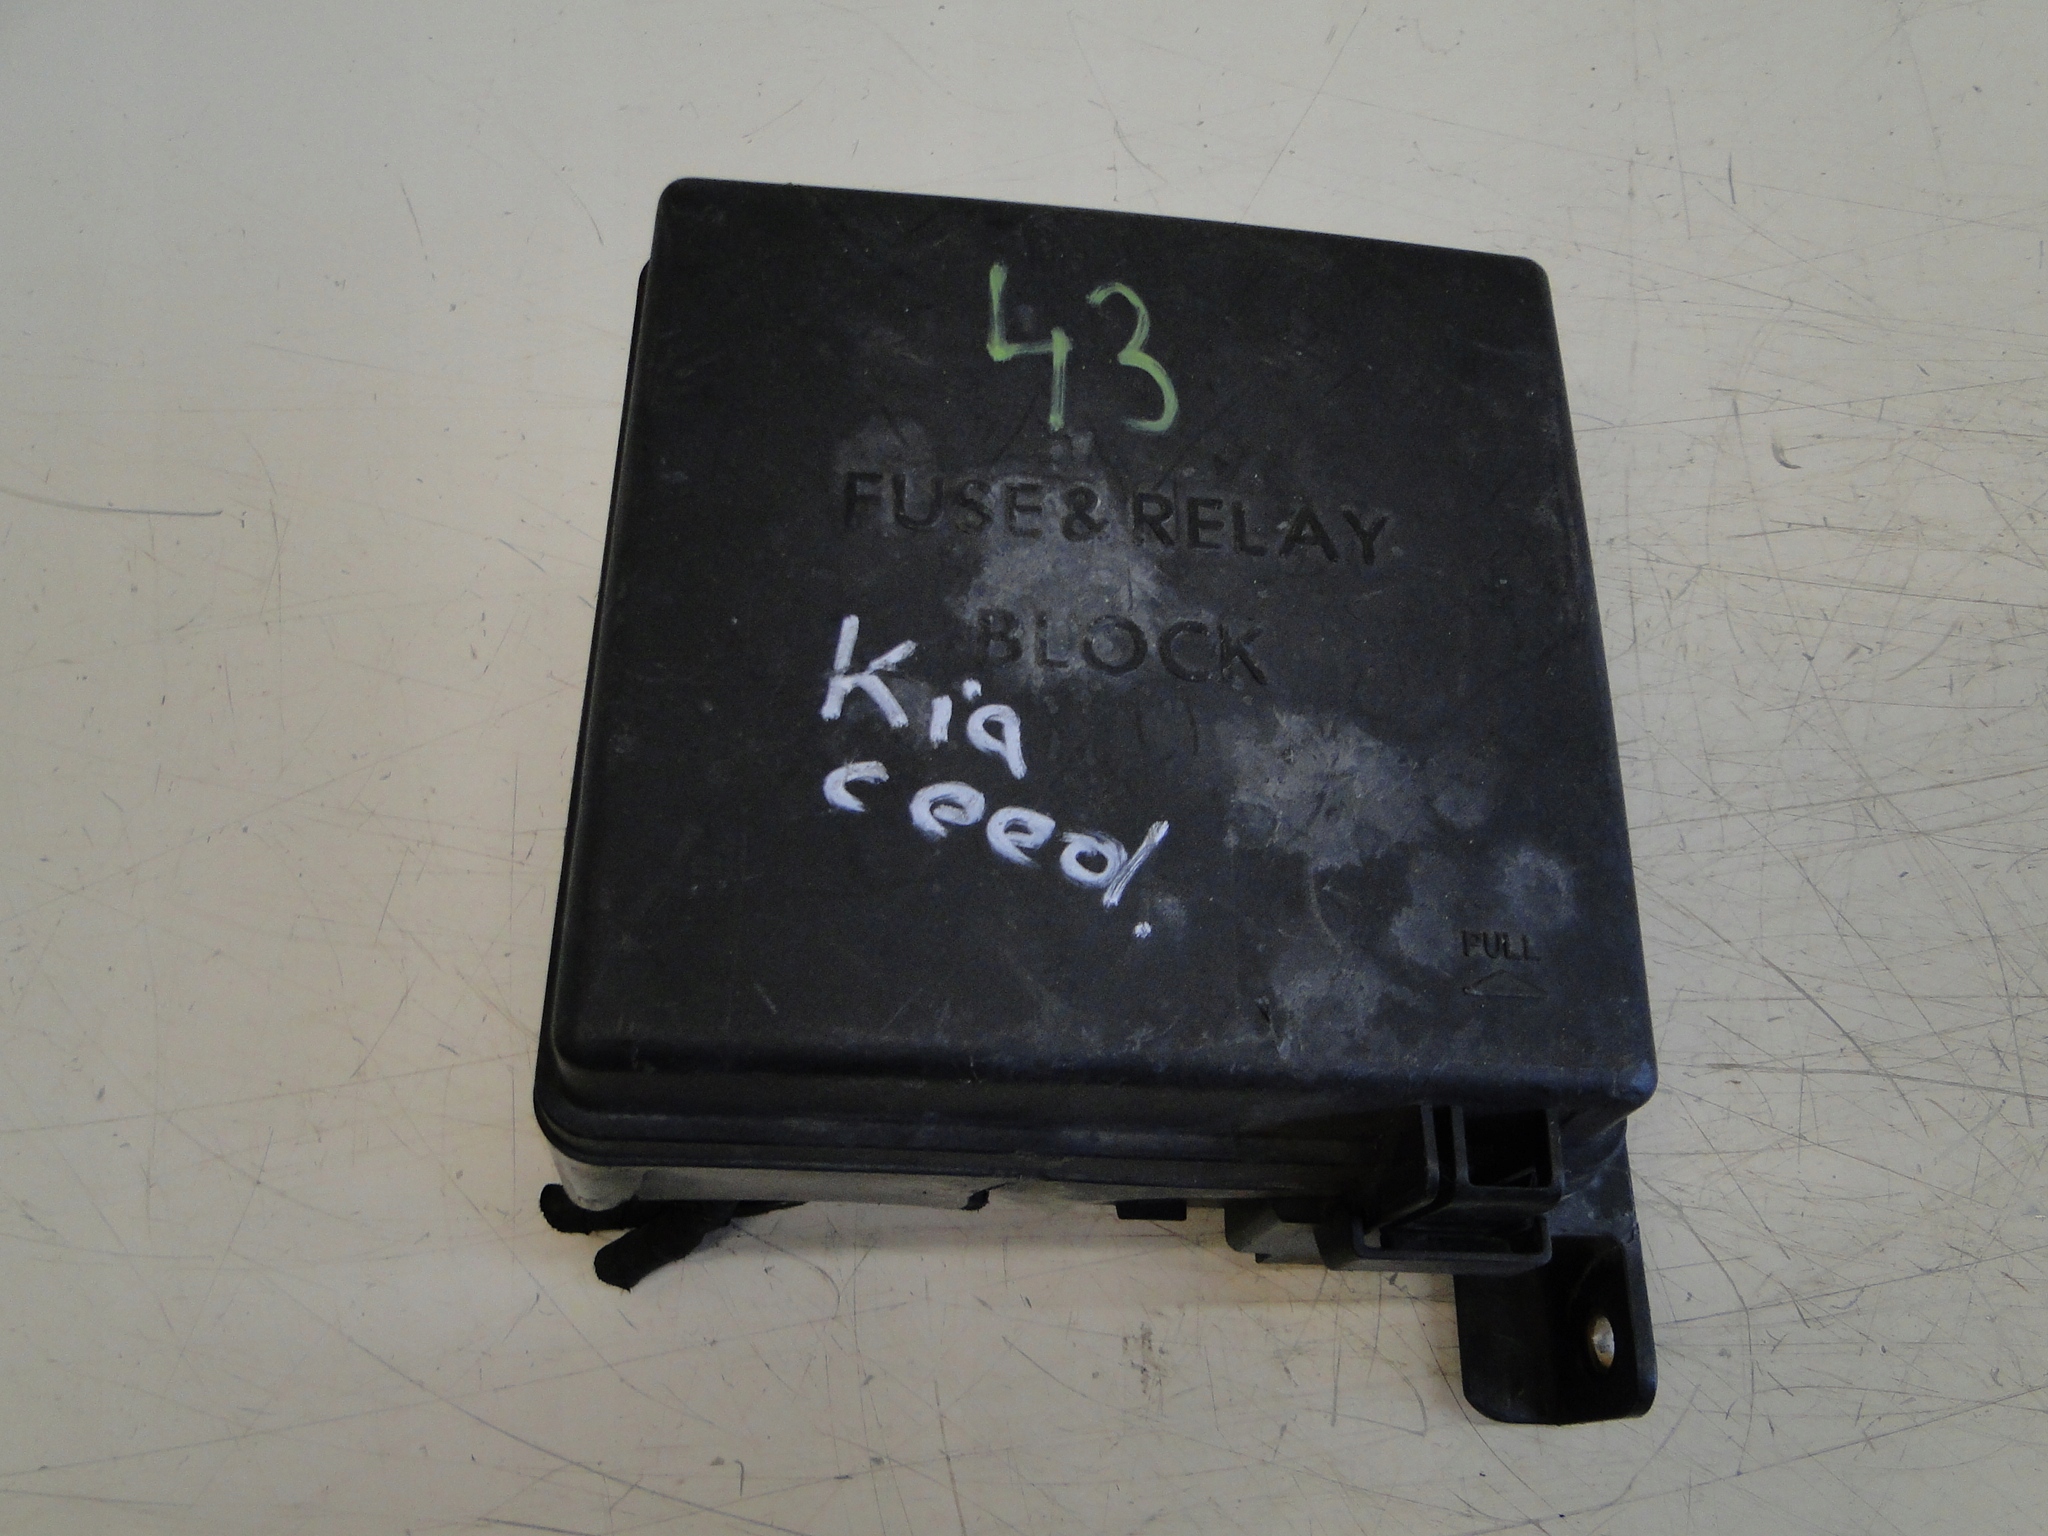 43
FUSE & RELAY
BLOCK
Kia
ceed.
PULL